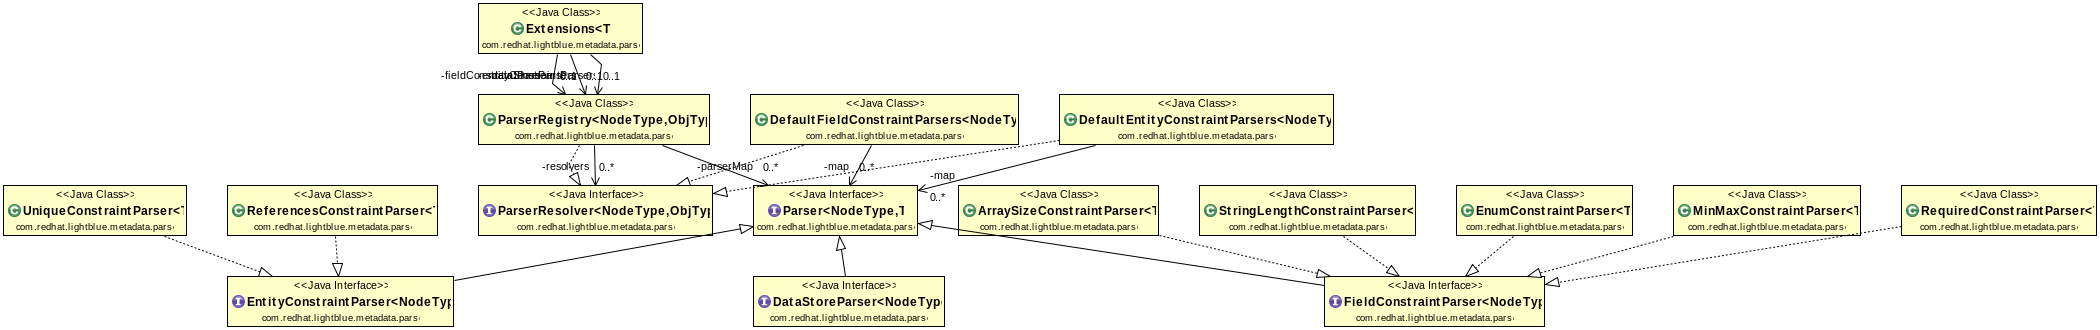 <<Java Class>>
Extensions<T
com.redhat.lightblue.metadata.pars
0..1
0..1
<<Java Class>>
ParserRegistry<NodeType,ObjTyp
com.redhat.lightblue.metadata.pars
<<Java Class>>
DefaultFieldConstraintParsers<NodeTy
com.redhat.lightblue.metadata.pars
<<Java Class>>
DefaultEntityConstraintParsers<NodeTy
com.redhat.lightblue.metadata.pars
-resolvers 0..*
-parserMap 0..*
-map 0..*
-map
0..*
<<Java Class>>
UniqueConstraintParser<T
com.redhat.lightblue.metadata.pars
<<Java Class>>
ReferencesConstraintParser<T
com.redhat.lightblue.metadata.pars
<<Java Interface>>
ParserResolver<NodeType,ObjTyp
com.redhat.lightblue.metadata.pars
<<Java Interface>>
Parser<NodeType,T
com.redhat.lightblue.metadata.pars
<<Java Class>>
ArraySizeConstraintParser<T
com.redhat.lightblue.metadata.pars
<<Java Class>>
StringLengthConstraintParser<
com.redhat.lightblue.metadata.pars
<<Java Class>>
EnumConstraintParser<T
com.redhat.lightblue.metadata.pars
<<Java Class>>
MinMaxConstraintParser<T
com.redhat.lightblue.metadata.pars
<<Java Class>>
RequiredConstraintParser<T
com.redhat.lightblue.metadata.pars
<<Java Interface>>
EntityConstraintParser<NodeTyp
com.redhat.lightblue.metadata.pars
<<Java Interface>>
DataStoreParser<NodeType
com.redhat.lightblue.metadata.pars
<<Java Interface>>
FieldConstraintParser<NodeTyp
com.redhat.lightblue.metadata.pars